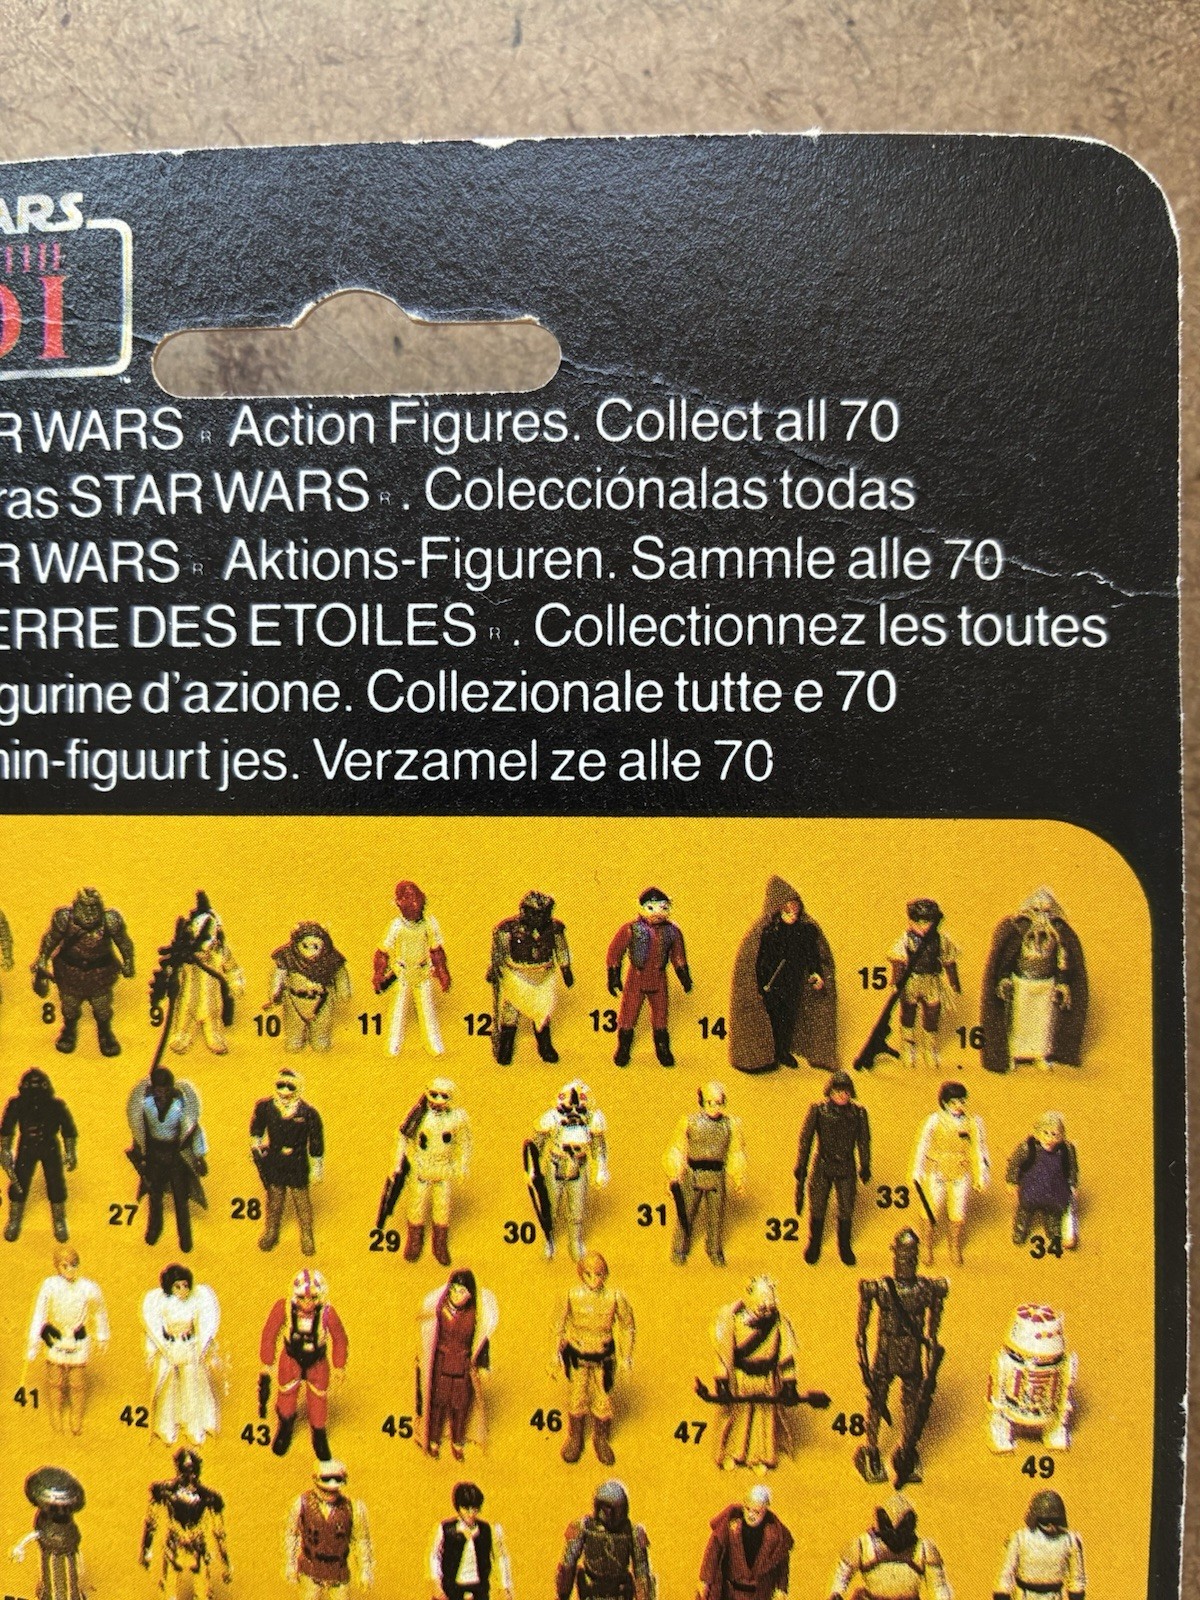 ARS
DI
™
R WARS ® Action Figures. Collect all 70
ras STAR WARS ®. Colecciónalas todas
R WARS ® Aktions-Figuren. Sammle alle 70
ERRE DES ETOILES ®. Collectionnez les toutes
gurine d'azione. Collezionale tutte e 70
nin-figuurt jes. Verzamel ze alle 70
8 9 10 11 12 13 14 15 16
27 28 29 30 31 32 33 34
41 42 43 45 46 47 48 49